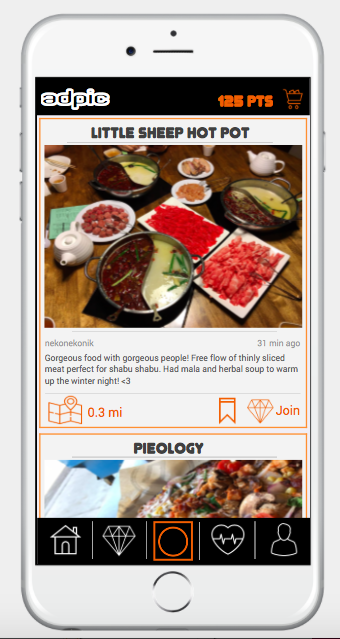 adpic
125 PTS
LITTLE SHEEP HOT POT
nekonekonik 31 min ago
Gorgeous food with gorgeous people! Free flow of thinly sliced
meat perfect for shabu shabu. Had mala and herbal soup to warm
up the winter night! <3
0.3 mi
Join
PIEOLOGY